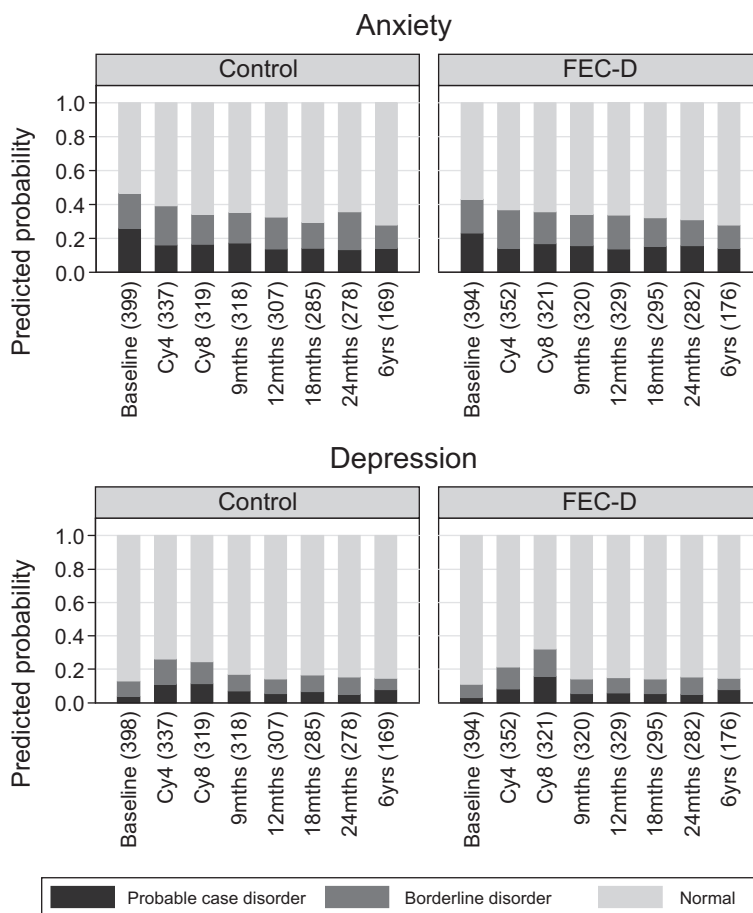 Anxiety
Control FEC-D
Predicted probability
1.0
0.8
0.6
0.4
0.2
0.0
Baseline (399)
Cy4 (337)
Cy8 (319)
9mths (318)
12mths (307)
18mths (285)
24mths (278)
6yrs (169)
Baseline (394)
Cy4 (352)
Cy8 (321)
9mths (320)
12mths (329)
18mths (295)
24mths (282)
6yrs (176)
Depression
Control FEC-D
Predicted probability
1.0
0.8
0.6
0.4
0.2
0.0
Baseline (398)
Cy4 (337)
Cy8 (319)
9mths (318)
12mths (307)
18mths (285)
24mths (278)
6yrs (169)
Baseline (394)
Cy4 (352)
Cy8 (321)
9mths (320)
12mths (329)
18mths (295)
24mths (282)
6yrs (176)
Probable case disorder Borderline disorder Normal